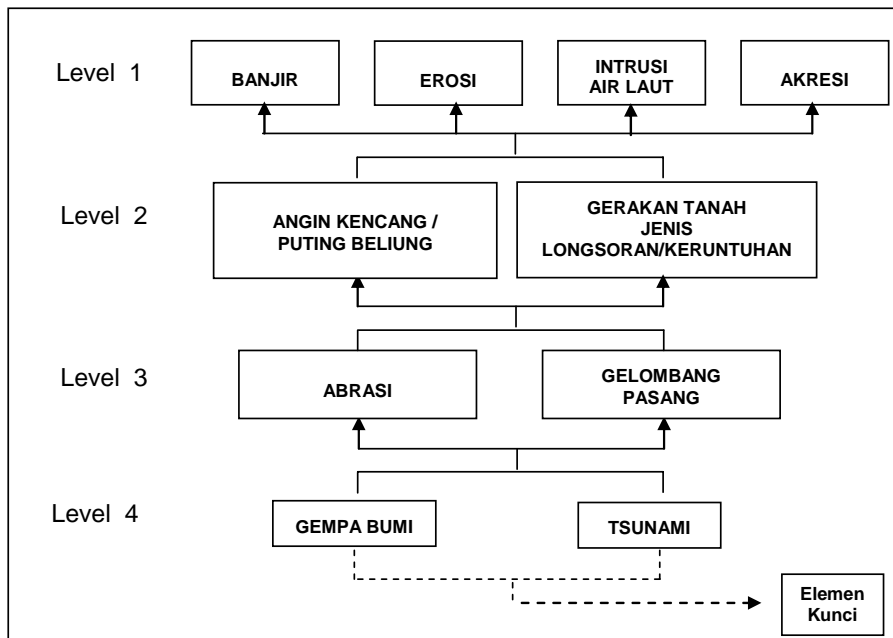 Level 1
BANJIR
EROSI
INTRUSI
AIR LAUT
AKRESI
Level 2
ANGIN KENCANG /
PUTING BELIUNG
GERAKAN TANAH
JENIS
LONGSORAN/KERUNTUHAN
Level 3
ABRASI
GELOMBANG
PASANG
Level 4
GEMPA BUMI
TSUNAMI
Elemen
Kunci